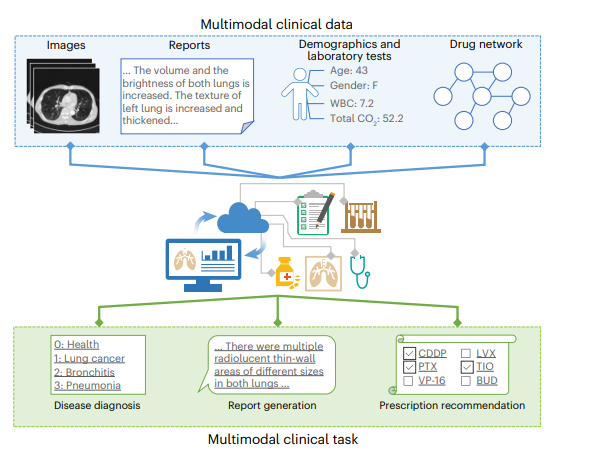 Multimodal clinical data
Images
Reports
Demographics and
laboratory tests
Drug network
... The volume and the
brightness of both lungs is
increased. The texture of
left lung is increased and
thickened...
Age: 43
Gender: F
WBC: 7.2
Total CO₂: 52.2
0: Health
1: Lung cancer
2: Bronchitis
3: Pneumonia
Disease diagnosis
... There were multiple
radiolucent thin-wall
areas of different sizes
in both lungs ...
Report generation
CDDP
LVX
PTX
TIO
VP-16
BUD
Prescription recommendation
Multimodal clinical task